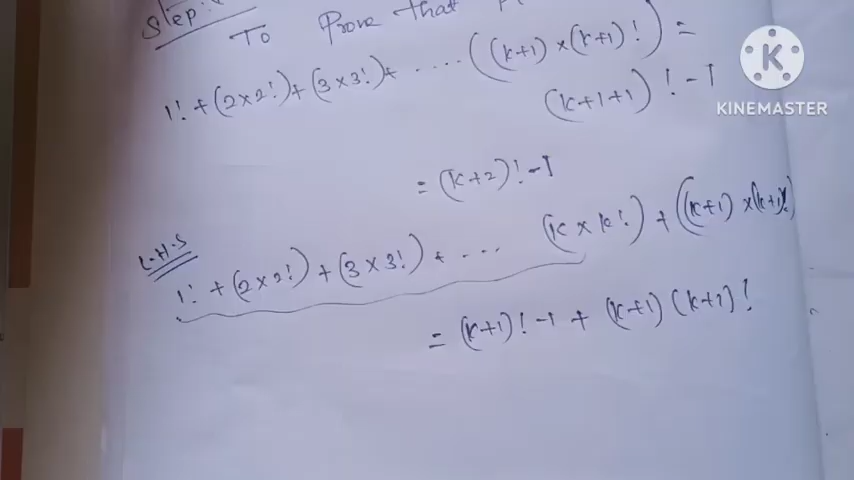 Step:
To Prove that P
1! + (2×2!) + (3×3!) + .... ((k+1) × (k+1)!) =
(k+1+1)! -1
= (k+2)! -1
L.H.S
1! + (2×2!) + (3×3!) + ... (k × k!) + ((k+1) × (k+1)!)
= (k+1)! -1 + (k+1) (k+1)!
K
KINEMASTER